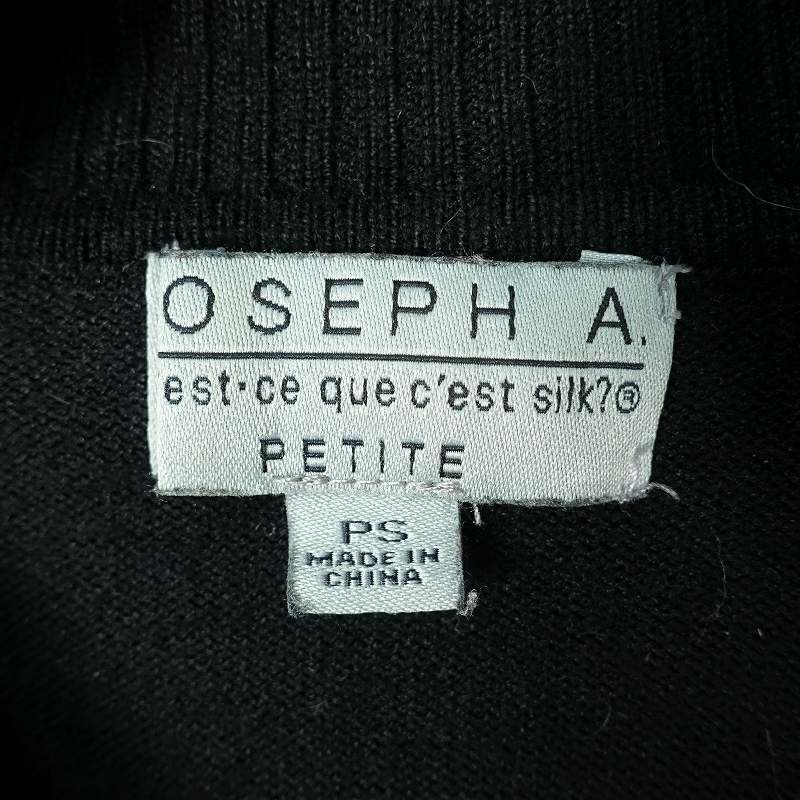 OSEPH A.
est·ce que c'est silk?®
PETITE
PS
MADE IN
CHINA